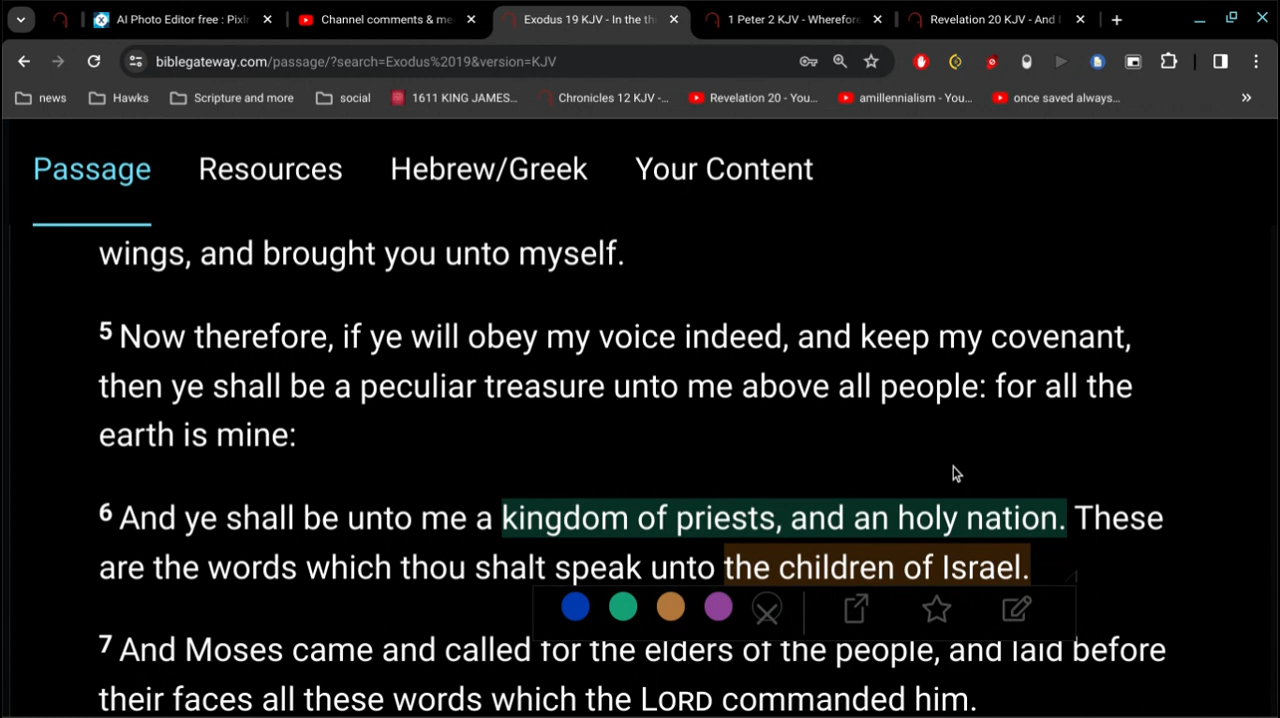 AI Photo Editor free : Pixlr
Channel comments & me
Exodus 19 KJV - In the th
1 Peter 2 KJV - Wherefore
Revelation 20 KJV - And I
biblegateway.com/passage/?search=Exodus%2019&version=KJV
news
Hawks
Scripture and more
social
1611 KING JAMES...
Chronicles 12 KJV -...
Revelation 20 - You...
amillennialism - You...
once saved always...
Passage
Resources
Hebrew/Greek
Your Content
wings, and brought you unto myself.
5 Now therefore, if ye will obey my voice indeed, and keep my covenant,
then ye shall be a peculiar treasure unto me above all people: for all the
earth is mine:
6 And ye shall be unto me a kingdom of priests, and an holy nation. These
are the words which thou shalt speak unto the children of Israel.
7 And Moses came and called for the elders of the people, and laid before
their faces all these words which the LORD commanded him.